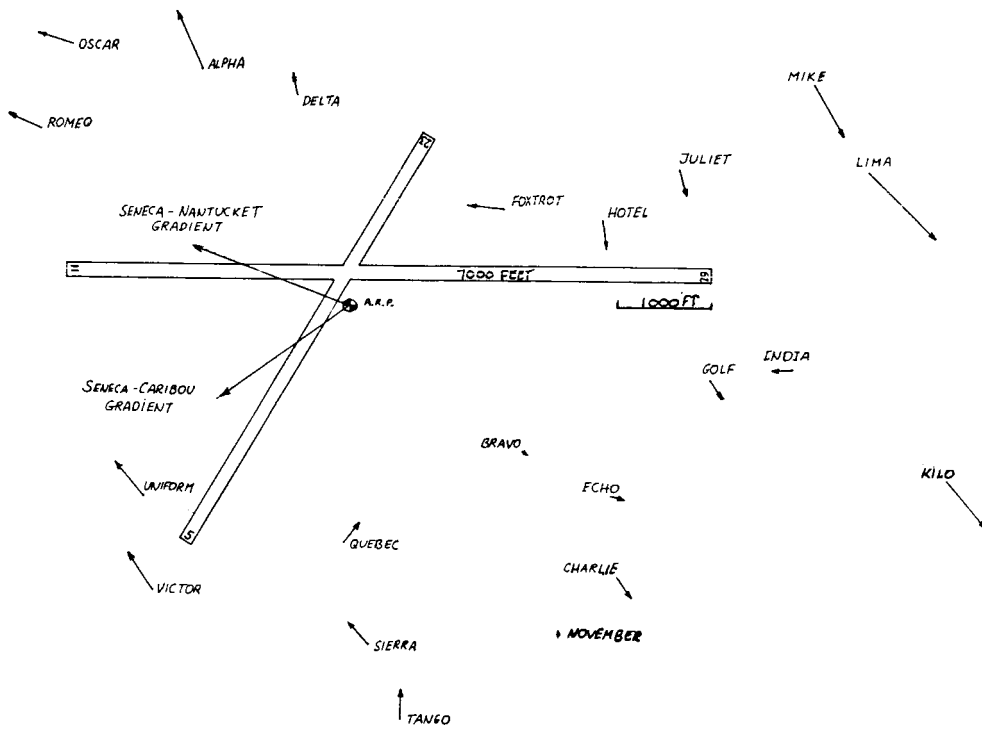 OSCAR
ALPHA
DELTA
ROMEO
MIKE
LIMA
JULIET
23
FOXTROT
HOTEL
SENECA-NANTUCKET
GRADIENT
11
7000 FEET
29
A.R.P.
1000 FT
INDIA
GOLF
SENECA-CARIBOU
GRADIENT
BRAVO
ECHO
KILO
UNIFORM
5
QUEBEC
CHARLIE
VICTOR
NOVEMBER
SIERRA
TANGO